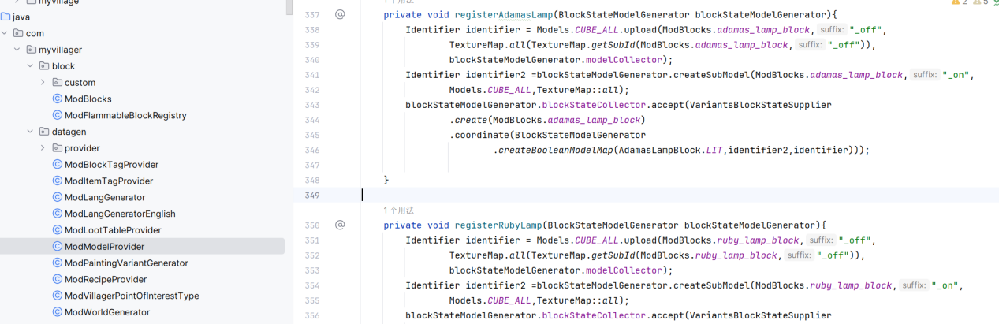 myvillage
java
com
myvillager
block
custom
ModBlocks
ModFlammableBlockRegistry
datagen
provider
ModBlockTagProvider
ModItemTagProvider
ModLangGenerator
ModLangGeneratorEnglish
ModLootTableProvider
ModModelProvider
ModPaintingVariantGenerator
ModRecipeProvider
ModVillagerPointOfInterestType
ModWorldGenerator
1 个用法
2 5
337 @ private void registerAdamasLamp(BlockStateModelGenerator blockStateModelGenerator){
338 Identifier identifier = Models.CUBE_ALL.upload(ModBlocks.adamas_lamp_block, suffix: "_off",
339 TextureMap.all(TextureMap.getSubId(ModBlocks.adamas_lamp_block, suffix: "_off")),
340 blockStateModelGenerator.modelCollector);
341 Identifier identifier2 =blockStateModelGenerator.createSubModel(ModBlocks.adamas_lamp_block, suffix: "_on",
342 Models.CUBE_ALL,TextureMap::all);
343 blockStateModelGenerator.blockStateCollector.accept(VariantsBlockStateSupplier
344 .create(ModBlocks.adamas_lamp_block)
345 .coordinate(BlockStateModelGenerator
346 .createBooleanModelMap(AdamasLampBlock.LIT,identifier2,identifier)));
347
348 }
349
1 个用法
350 @ private void registerRubyLamp(BlockStateModelGenerator blockStateModelGenerator){
351 Identifier identifier = Models.CUBE_ALL.upload(ModBlocks.ruby_lamp_block, suffix: "_off",
352 TextureMap.all(TextureMap.getSubId(ModBlocks.ruby_lamp_block, suffix: "_off")),
353 blockStateModelGenerator.modelCollector);
354 Identifier identifier2 =blockStateModelGenerator.createSubModel(ModBlocks.ruby_lamp_block, suffix: "_on",
355 Models.CUBE_ALL,TextureMap::all);
356 blockStateModelGenerator.blockStateCollector.accept(VariantsBlockStateSupplier